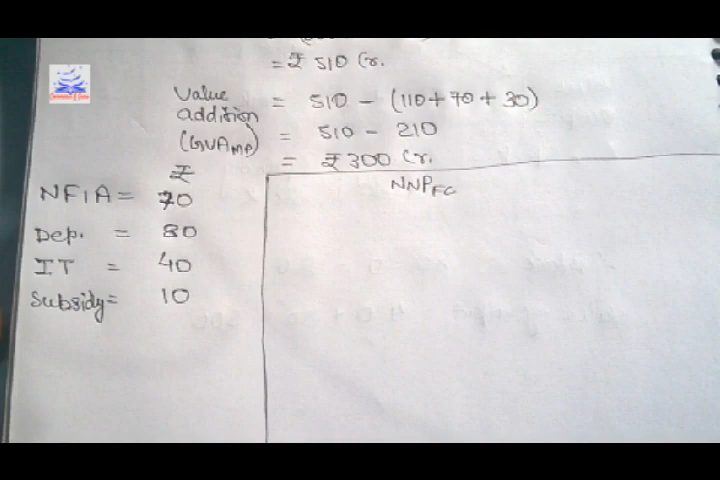 = ₹ 510 Cr.
Value addition (GVAMP) = 510 - (110 + 70 + 30)
= 510 - 210
= ₹ 300 Cr.
₹
NFIA = 70
Dep. = 80
IT = 40
Subsidy = 10
NNPFC